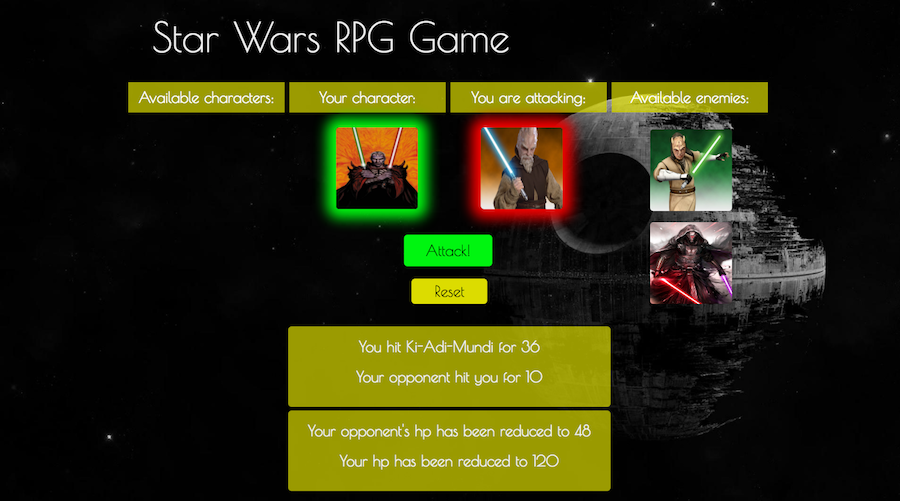 Star Wars RPG Game
Available characters:
Your character:
You are attacking:
Available enemies:
Attack!
Reset
You hit Ki-Adi-Mundi for 36
Your opponent hit you for 10
Your opponent's hp has been reduced to 48
Your hp has been reduced to 120